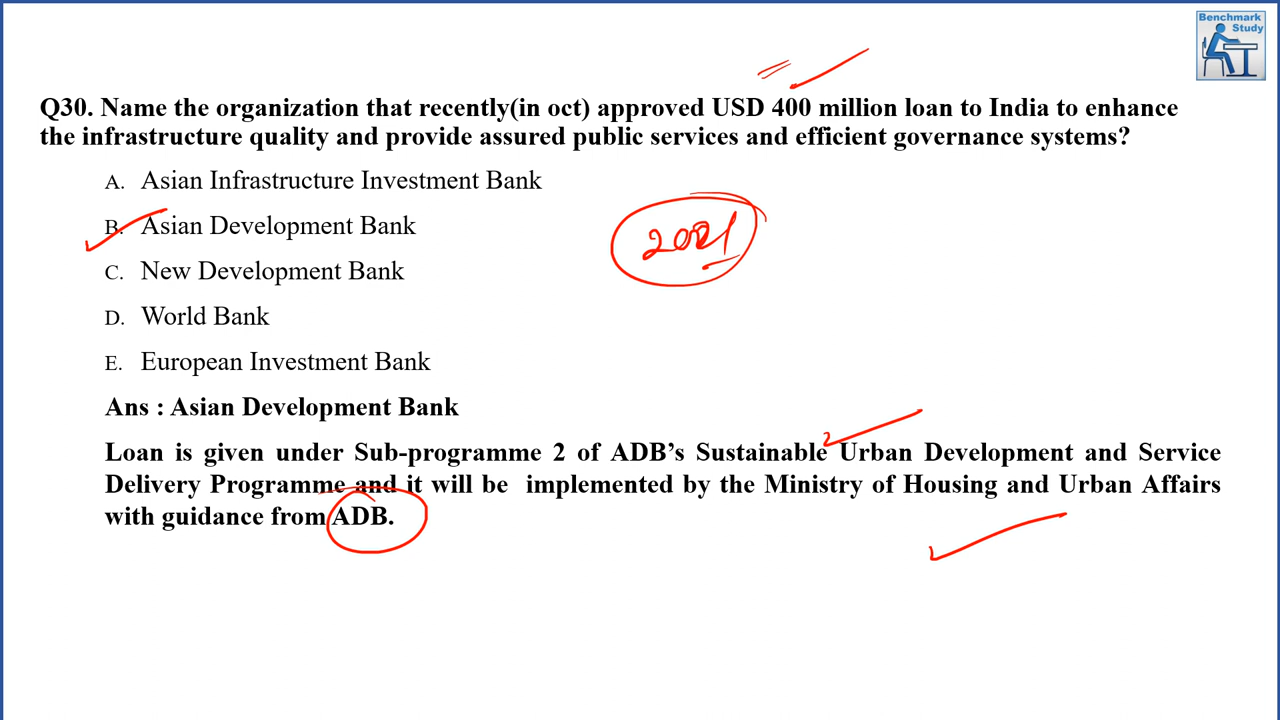 Benchmark
Study
Q30. Name the organization that recently(in oct) approved USD 400 million loan to India to enhance
the infrastructure quality and provide assured public services and efficient governance systems?
A. Asian Infrastructure Investment Bank
B. Asian Development Bank
2021
C. New Development Bank
D. World Bank
E. European Investment Bank
Ans : Asian Development Bank
Loan is given under Sub-programme 2 of ADB's Sustainable Urban Development and Service
Delivery Programme and it will be implemented by the Ministry of Housing and Urban Affairs
with guidance from ADB.